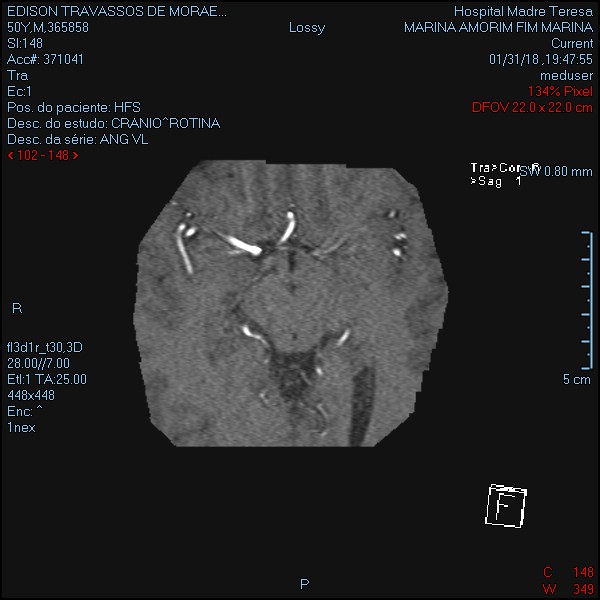 EDISON TRAVASSOS DE MORAE...
50Y,M,365858
Sl:148
Acc#: 371041
Tra
Ec:1
Pos. do paciente: HFS
Desc. do estudo: CRANIO^ROTINA
Desc. da série: ANG VL
< 102 - 148 >
Lossy
Hospital Madre Teresa
MARINA AMORIM FIM MARINA
Current
01/31/18 ,19:47:55
meduser
134% Pixel
DFOV 22.0 x 22.0 cm
SW 0.80 mm
Tra>Cor
>Sag 1
R
fl3d1r_t30,3D
28.00//7.00
Etl:1 TA:25.00
448x448
Enc: ^
1nex
5 cm
F
P
C 148
W 349